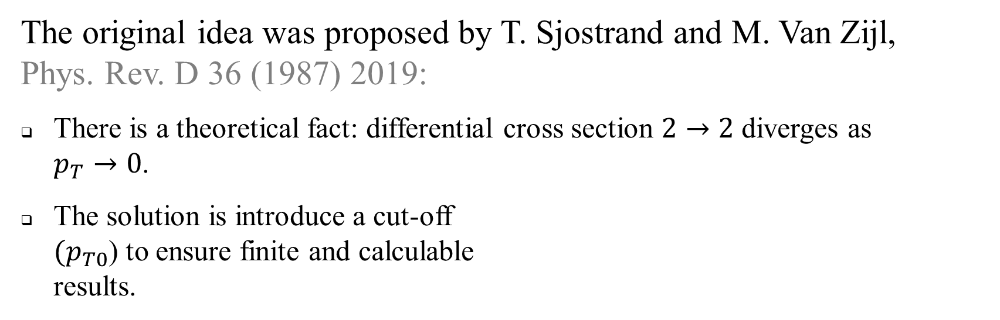 The original idea was proposed by T. Sjostrand and M. Van Zijl,
Phys. Rev. D 36 (1987) 2019:
❑ There is a theoretical fact: differential cross section 2 → 2 diverges as
p_T → 0.
❑ The solution is introduce a cut-off
(p_{T0}) to ensure finite and calculable
results.